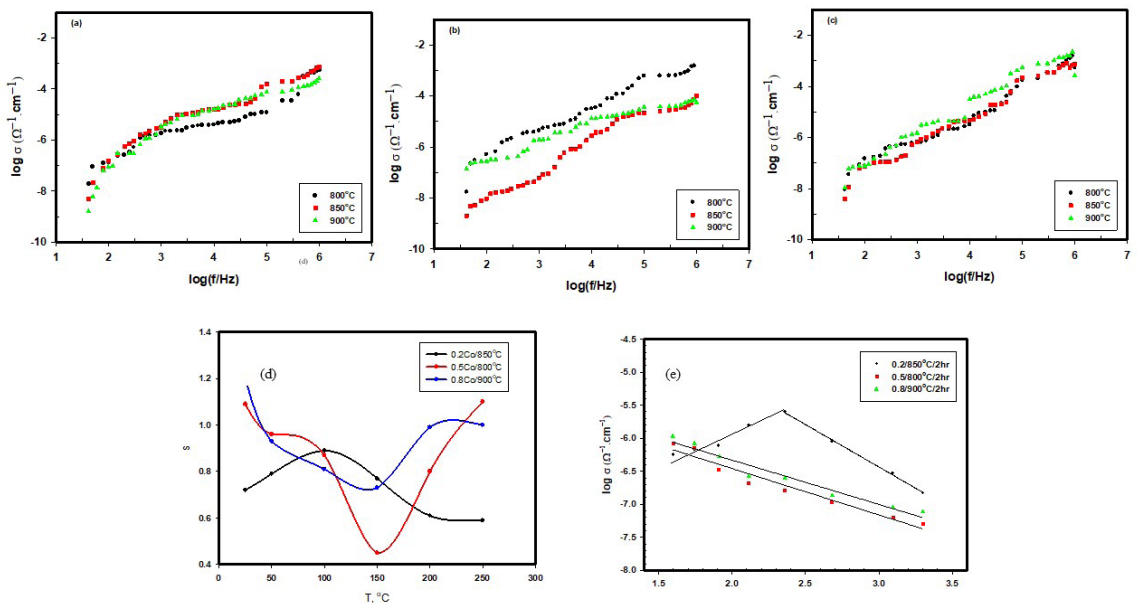 (a)
-2
-4
-6
-8
-10
log σ (Ω⁻¹.cm⁻¹)
800°C
850°C
900°C
1 2 3 4 5 6 7
(d)
log(f/Hz)
(b)
-2
-4
-6
-8
-10
log σ (Ω⁻¹.cm⁻¹)
800°C
850°C
900°C
1 2 3 4 5 6 7
log(f/Hz)
(c)
-2
-4
-6
-8
-10
log σ (Ω⁻¹.cm⁻¹)
800°C
850°C
900°C
1 2 3 4 5 6 7
log(f/Hz)
(d)
1.4
1.2
1.0
0.8
0.6
0.4
s
0.2Co/850°C
0.5Co/800°C
0.8Co/900°C
0 50 100 150 200 250 300
T, °C
(e)
-4.5
-5.0
-5.5
-6.0
-6.5
-7.0
-7.5
-8.0
log σ (Ω⁻¹.cm⁻¹)
0.2/850°C/2hr
0.5/800°C/2hr
0.8/900°C/2hr
1.5 2.0 2.5 3.0 3.5